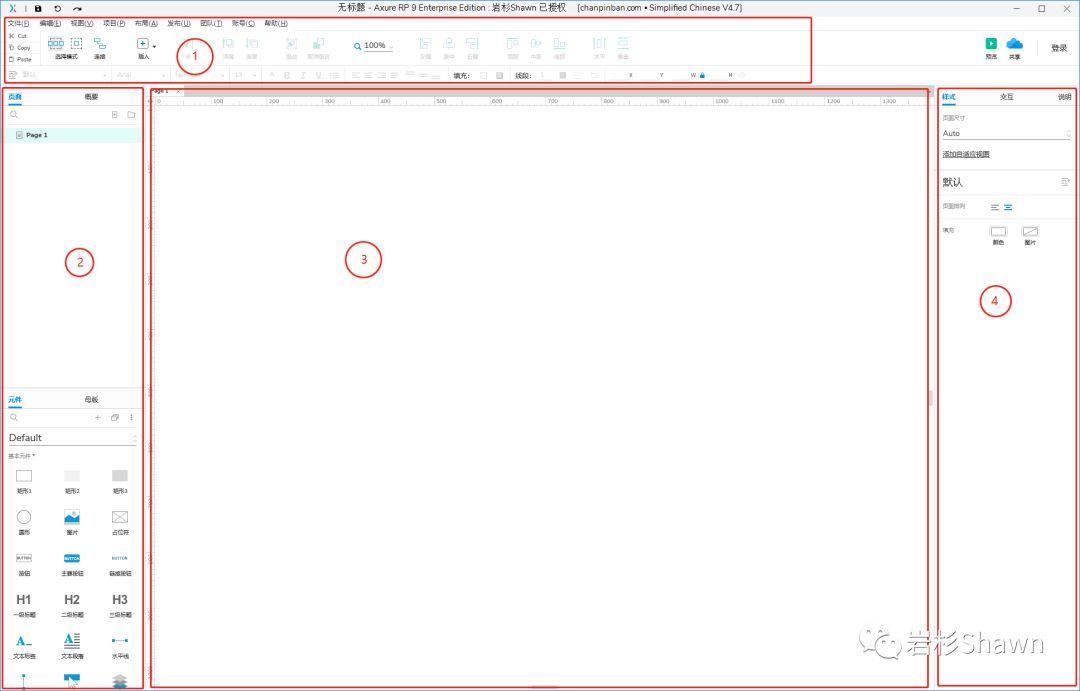 无标题 - Axure RP 9 Enterprise Edition : 岩杉Shawn 已授权 [chanpinban.com • Simplified Chinese V4.7]
文件(F) 编辑(E) 视图(V) 项目(P) 布局(A) 发布(U) 团队(T) 账号(C) 帮助(H)
Cut
Copy
Paste
选择模式 连接 插入
100%
预览 共享 登录
默认 Arial 13 填充: 线段: X Y W H
1
页面 概要
Page 1
2
元件 母版
Default
基本元件
矩形1 矩形2 矩形3
圆形 图片 占位符
BUTTON BUTTON BUTTON
按钮 主要按钮 链接按钮
H1 H2 H3
一级标题 二级标题 三级标题
文本标签 文本段落 水平线
0 100 200 300 400 500 600 700 800 900 1000 1100 1200 1300
3
样式 交互 说明
页面尺寸
Auto
添加自适应视图
默认
页面排列
填充
颜色 图片
4
岩杉Shawn